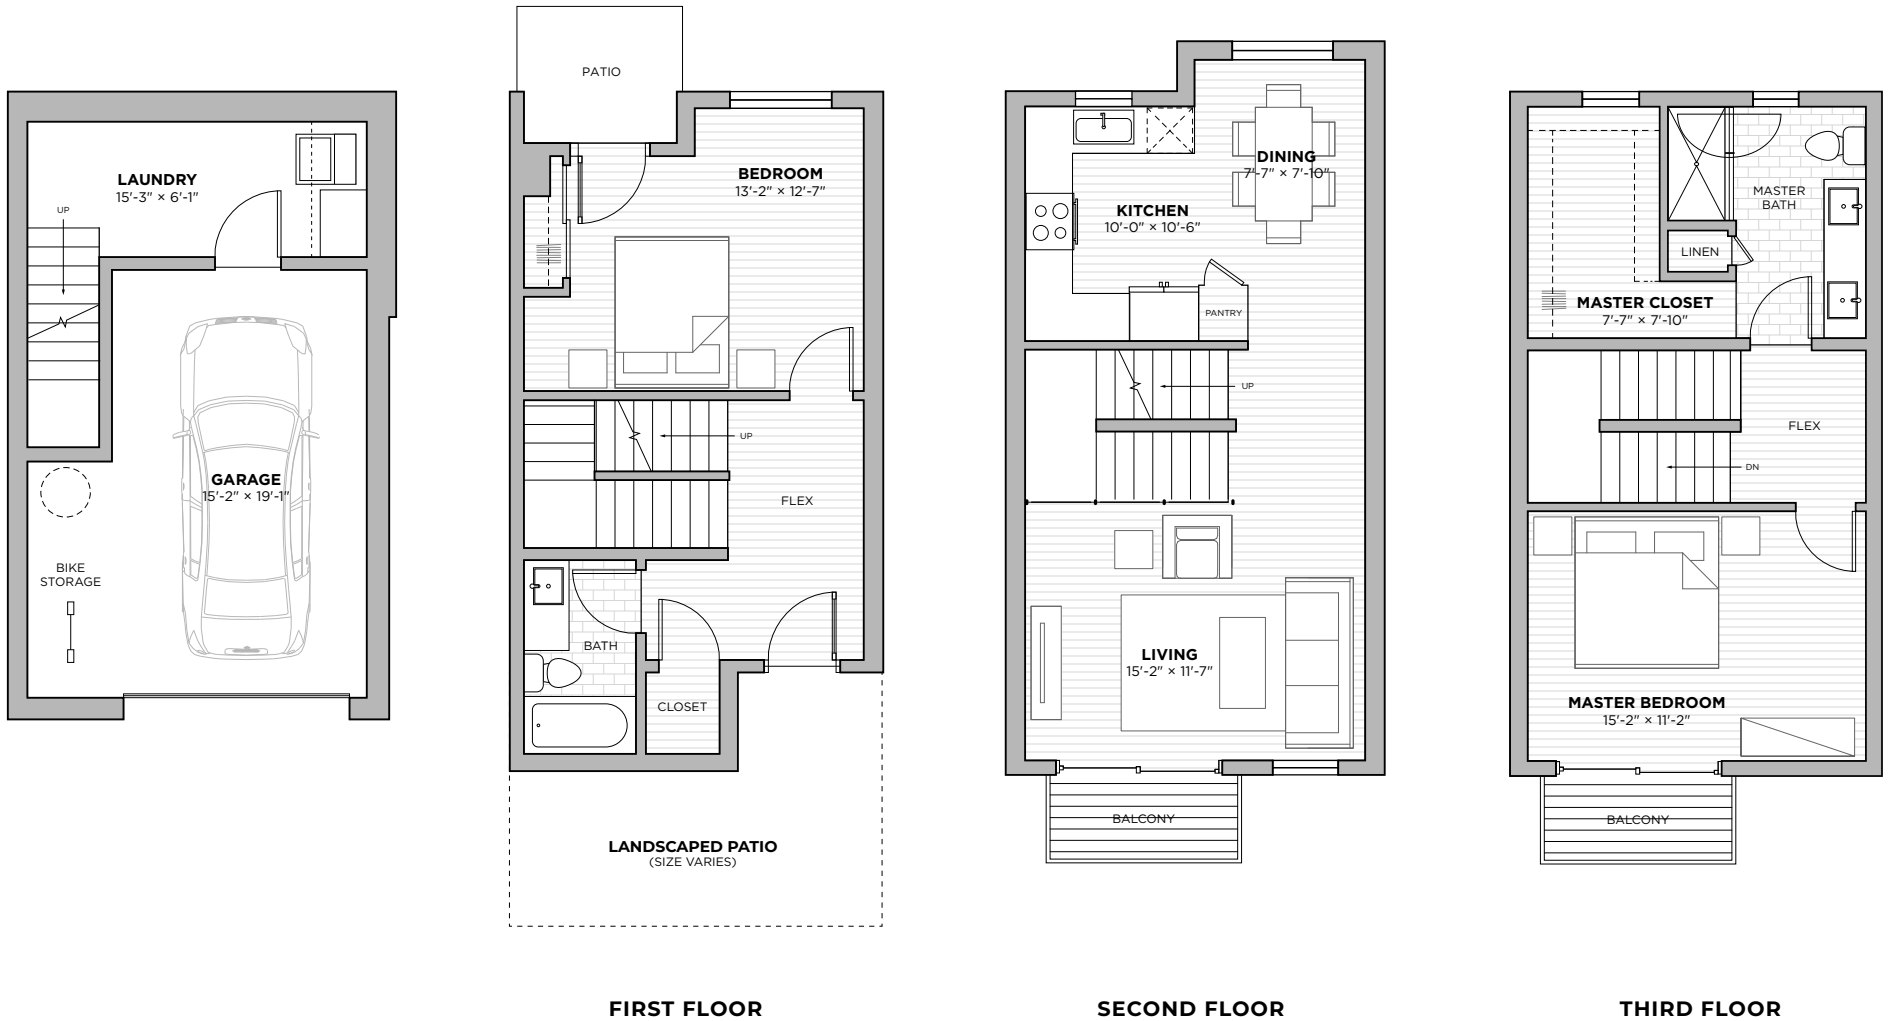 LAUNDRY
15'-3" × 6'-1"
UP
GARAGE
15'-2" × 19'-1"
BIKE
STORAGE
PATIO
BEDROOM
13'-2" × 12'-7"
UP
FLEX
BATH
CLOSET
LANDSCAPED PATIO
(SIZE VARIES)
FIRST FLOOR
DINING
7'-7" × 7'-10"
KITCHEN
10'-0" × 10'-6"
PANTRY
UP
LIVING
15'-2" × 11'-7"
BALCONY
SECOND FLOOR
MASTER
BATH
LINEN
MASTER CLOSET
7'-7" × 7'-10"
FLEX
DN
MASTER BEDROOM
15'-2" × 11'-2"
BALCONY
THIRD FLOOR